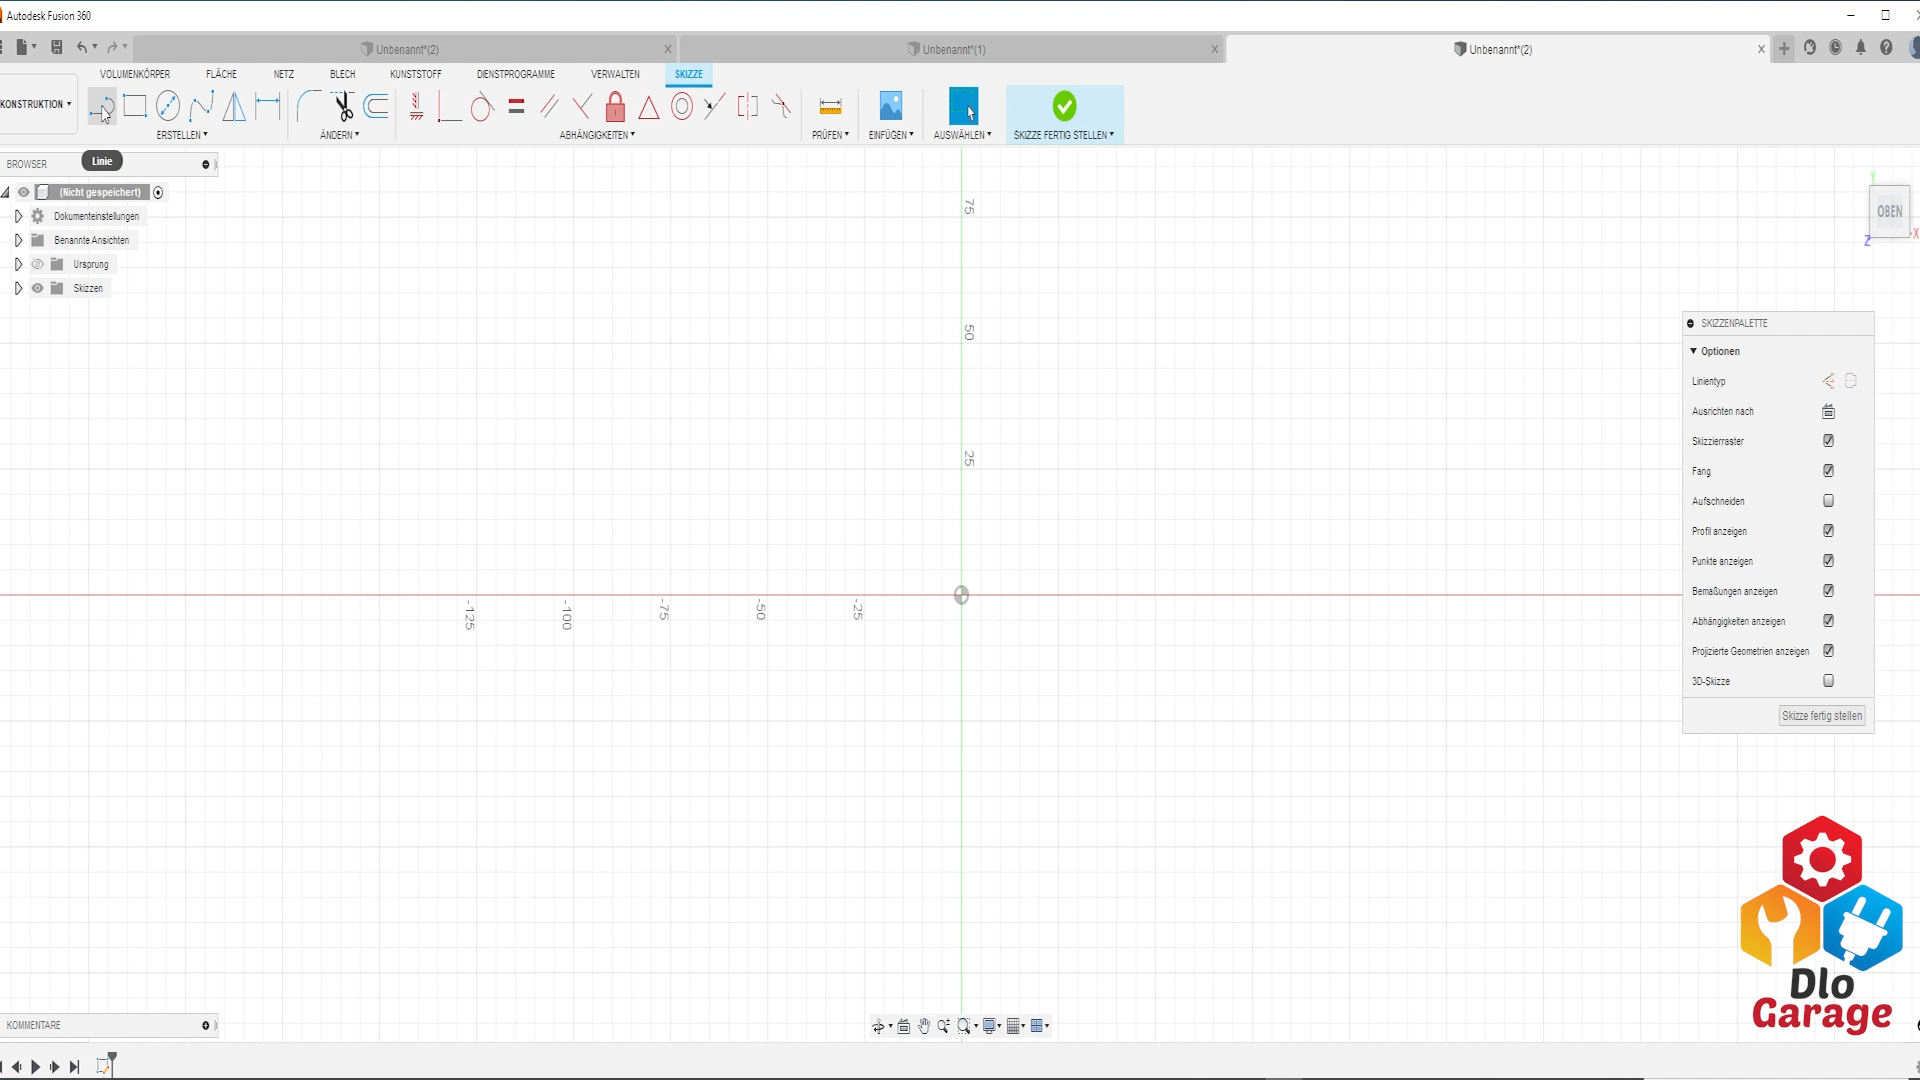 Autodesk Fusion 360
Unbenannt*(2)
Unbenannt*(1)
Unbenannt*(2)
VOLUMENKÖRPER FLÄCHE NETZ BLECH KUNSTSTOFF DIENSTPROGRAMME VERWALTEN SKIZZE
KONSTRUKTION
ERSTELLEN ÄNDERN ABHÄNGIGKEITEN PRÜFEN EINFÜGEN AUSWÄHLEN SKIZZE FERTIG STELLEN
BROWSER
Linie
(Nicht gespeichert)
Dokumenteinstellungen
Benannte Ansichten
Ursprung
Skizzen
75
50
25
-125
-100
-75
-50
-25
Y
OBEN
X
Z
SKIZZENPALETTE
Optionen
Linientyp
Ausrichten nach
Skizzierraster
Fang
Aufschneiden
Profil anzeigen
Punkte anzeigen
Bemaßungen anzeigen
Abhängigkeiten anzeigen
Projizierte Geometrien anzeigen
3D-Skizze
Skizze fertig stellen
Dlo
Garage
KOMMENTARE